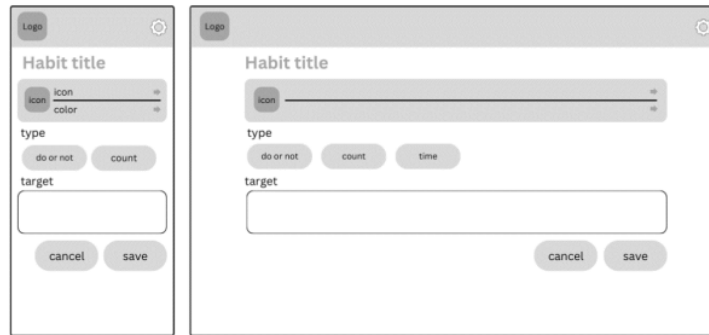 Logo
Habit title
icon
icon
color
type
do or not count
target
cancel save
Logo
Habit title
icon
type
do or not count time
target
cancel save